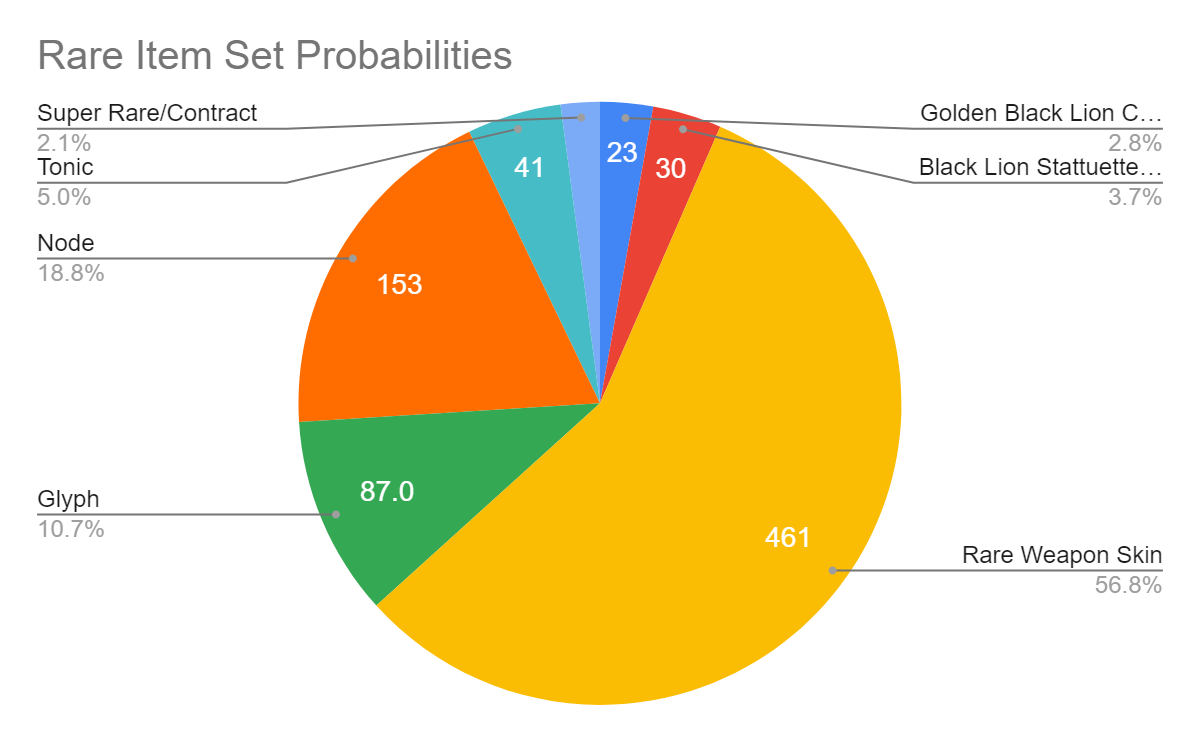 Rare Item Set Probabilities
Super Rare/Contract
2.1%
Tonic
5.0%
Node
18.8%
Glyph
10.7%
Golden Black Lion C…
2.8%
Black Lion Stattuette…
3.7%
Rare Weapon Skin
56.8%
41
23
30
153
87.0
461